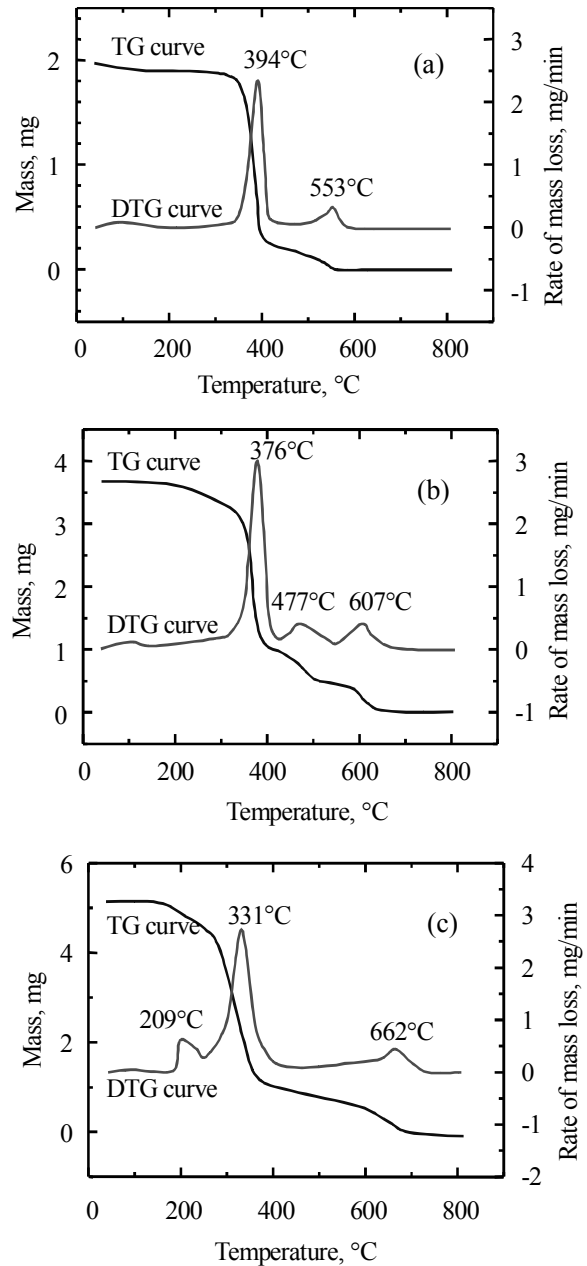 TG curve
394°C
(a)
553°C
DTG curve
2
1
0
3
2
1
0
-1
0 200 400 600 800
Mass, mg
Rate of mass loss, mg/min
Temperature, °C
376°C
TG curve
(b)
477°C 607°C
DTG curve
4
3
2
1
0
3
2
1
0
-1
0 200 400 600 800
Mass, mg
Rate of mass loss, mg/min
Temperature, °C
TG curve
331°C
(c)
209°C
662°C
DTG curve
6
4
2
0
4
3
2
1
0
-1
-2
0 200 400 600 800
Mass, mg
Rate of mass loss, mg/min
Temperature, °C